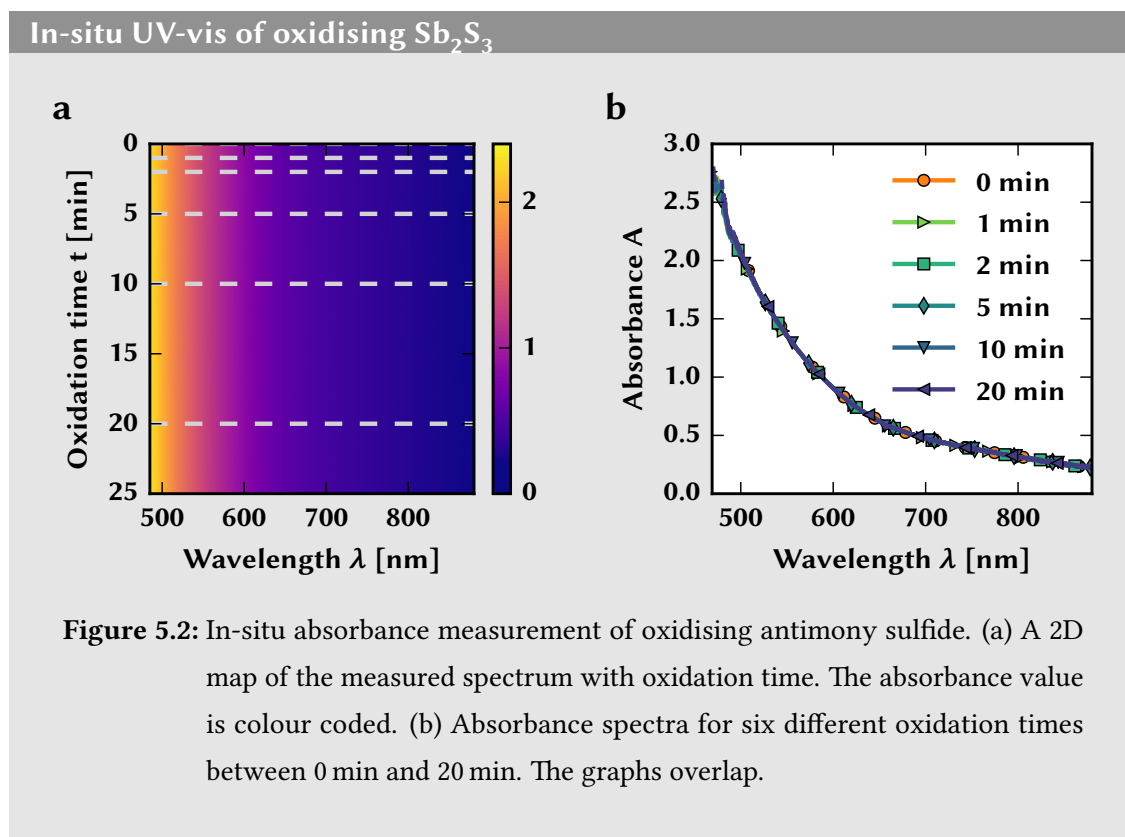 In-situ UV-vis of oxidising Sb₂S₃
a
0
5
10
15
20
25
Oxidation time t [min]
500 600 700 800
Wavelength λ [nm]
2
1
0
b
3.0
2.5
2.0
1.5
1.0
0.5
0.0
Absorbance A
500 600 700 800
Wavelength λ [nm]
0 min
1 min
2 min
5 min
10 min
20 min
Figure 5.2: In-situ absorbance measurement of oxidising antimony sulfide. (a) A 2D
map of the measured spectrum with oxidation time. The absorbance value
is colour coded. (b) Absorbance spectra for six different oxidation times
between 0 min and 20 min. The graphs overlap.